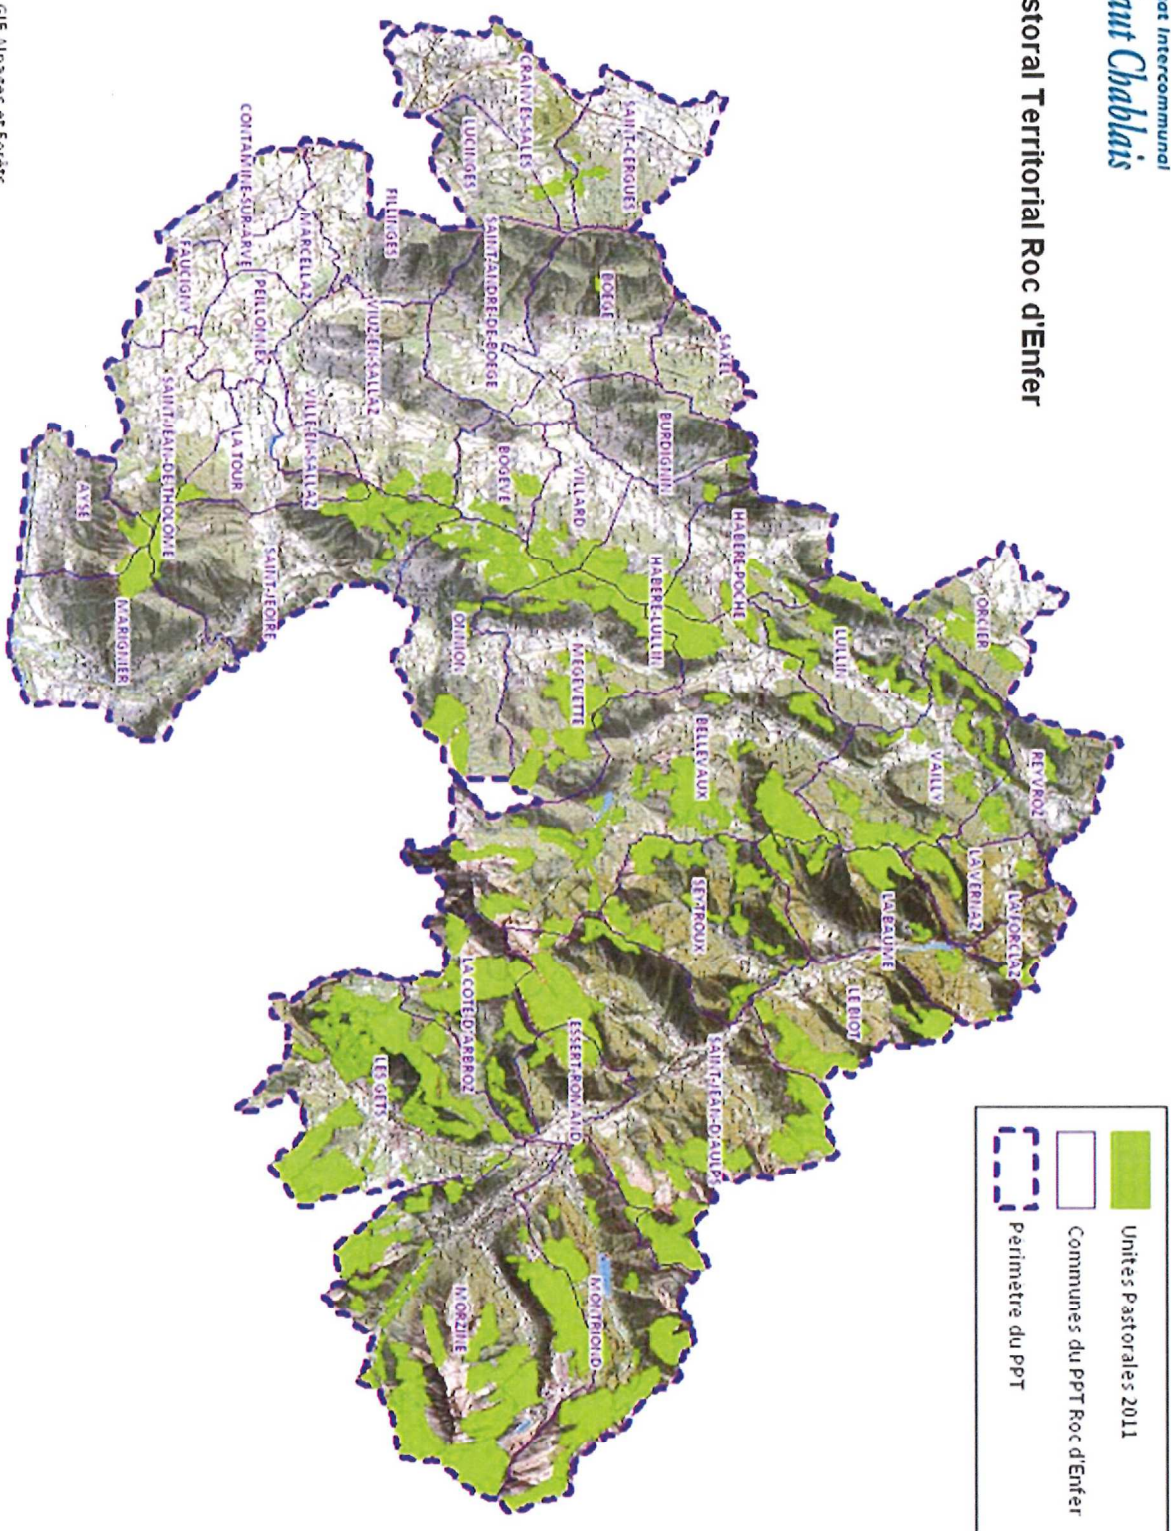 at Intercommunal
aut Chablais
storal Territorial Roc d'Enfer
Unités Pastorales 2011
Communes du PPT Roc d'Enfer
Périmètre du PPT
REYVROZ
LA FORCLAZ
ORCIER
LA VERNAZ
VAILLY
LA BAUME
LULLIN
LE BIOT
HABERE-POCHE
SAXEL
BELLEVAUX
SEYTROUX
SAINT-JEAN-D'AULPS
BURDIGNIN
HABERE-LULLIN
SAINT-CERGUES
BOEGE
VILLARD
MEGEVETTE
ESSERT-ROMAND
MONTRIOND
CRANVES-SALES
SAINT-ANDRE-DE-BOEGE
BOGEVE
LUCINGES
ONNION
LA COTE-D'ARBROZ
MORZINE
FILLINGES
VIUZ-EN-SALLAZ
LES GETS
MARCELLAZ
VILLE-EN-SALLAZ
PEILLONNEX
SAINT-JEOIRE
CONTAMINE-SUR-ARVE
LA TOUR
FAUCIGNY
SAINT-JEAN-DE-THOLOME
MARIGNIER
AYSE